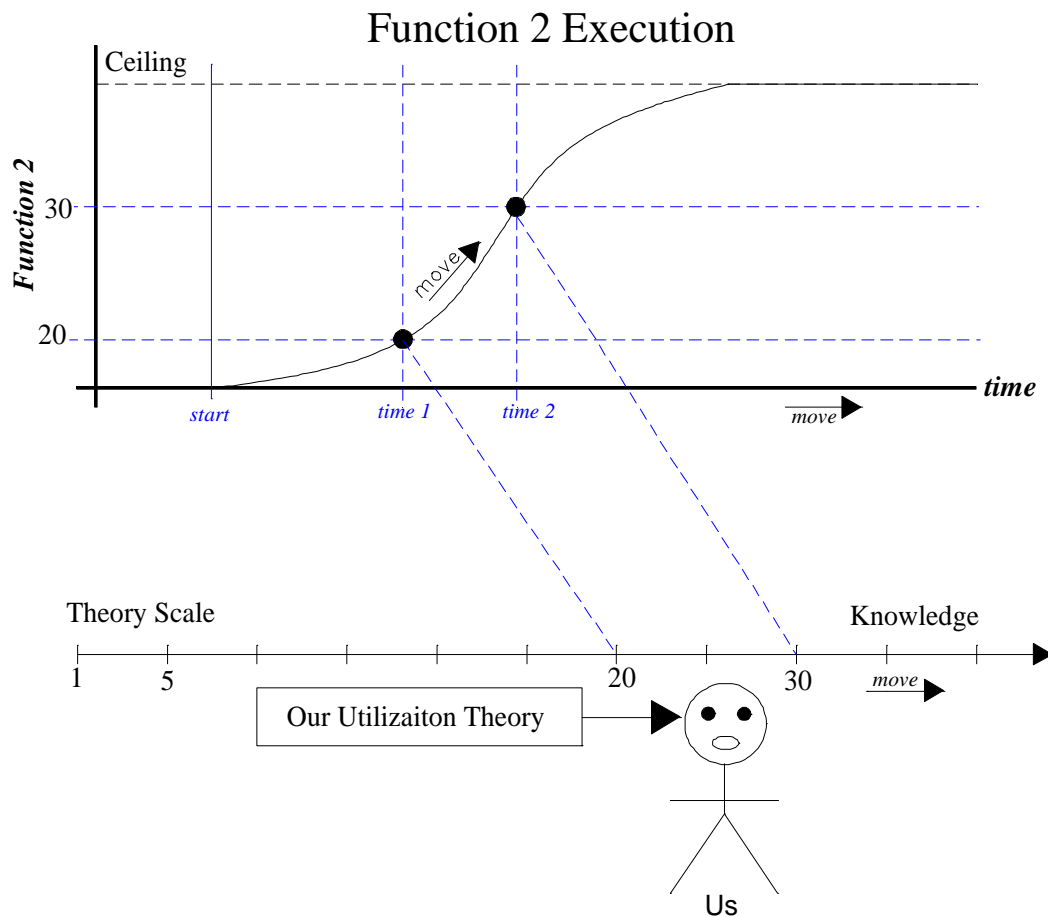 Function 2 Execution
Ceiling
Function 2
30
move
20
time
start
time 1
time 2
move
Theory Scale
Knowledge
1
5
20
30
move
Our Utilizaiton Theory
Us